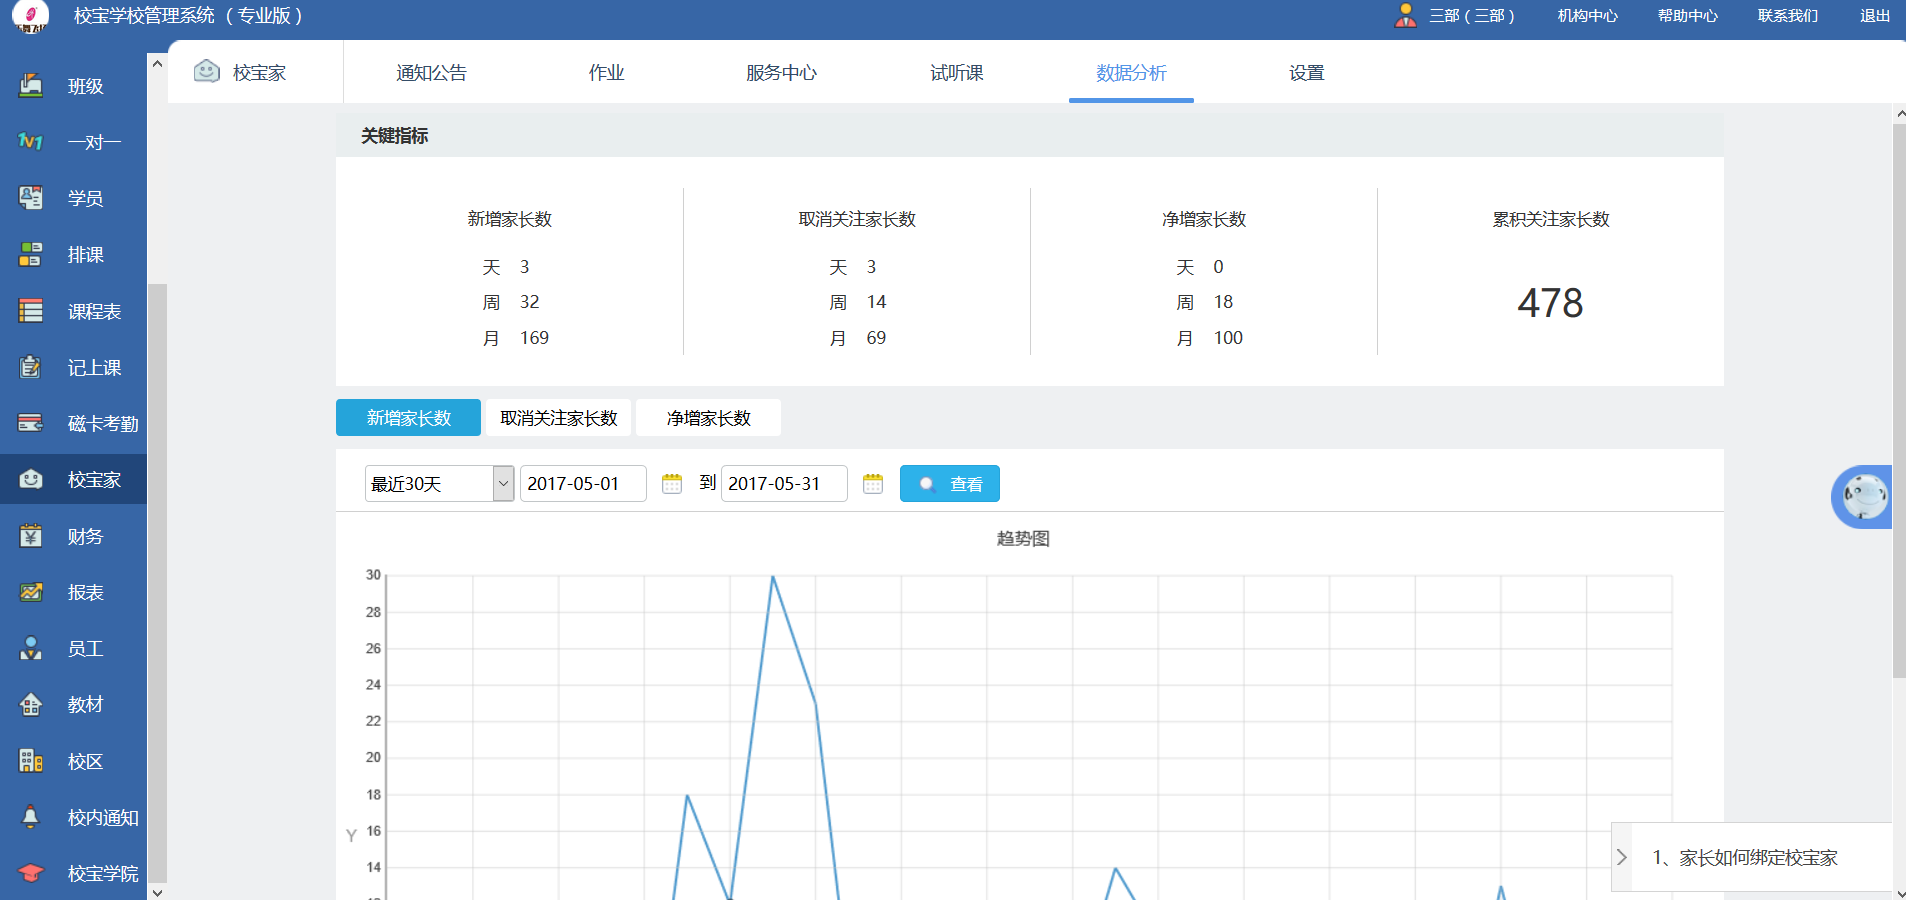 校宝学校管理系统 （专业版）
三部（三部） 机构中心 帮助中心 联系我们 退出
班级
一对一
学员
排课
课程表
记上课
磁卡考勤
校宝家
财务
报表
员工
教材
校区
校内通知
校宝学院
校宝家 通知公告 作业 服务中心 试听课 数据分析 设置
关键指标
新增家长数 取消关注家长数 净增家长数 累积关注家长数
天 3 天 3 天 0
周 32 周 14 周 18 478
月 169 月 69 月 100
新增家长数 取消关注家长数 净增家长数
最近30天 2017-05-01 到 2017-05-31 查看
趋势图
30
28
26
24
22
20
18
Y 16
14
1、家长如何绑定校宝家